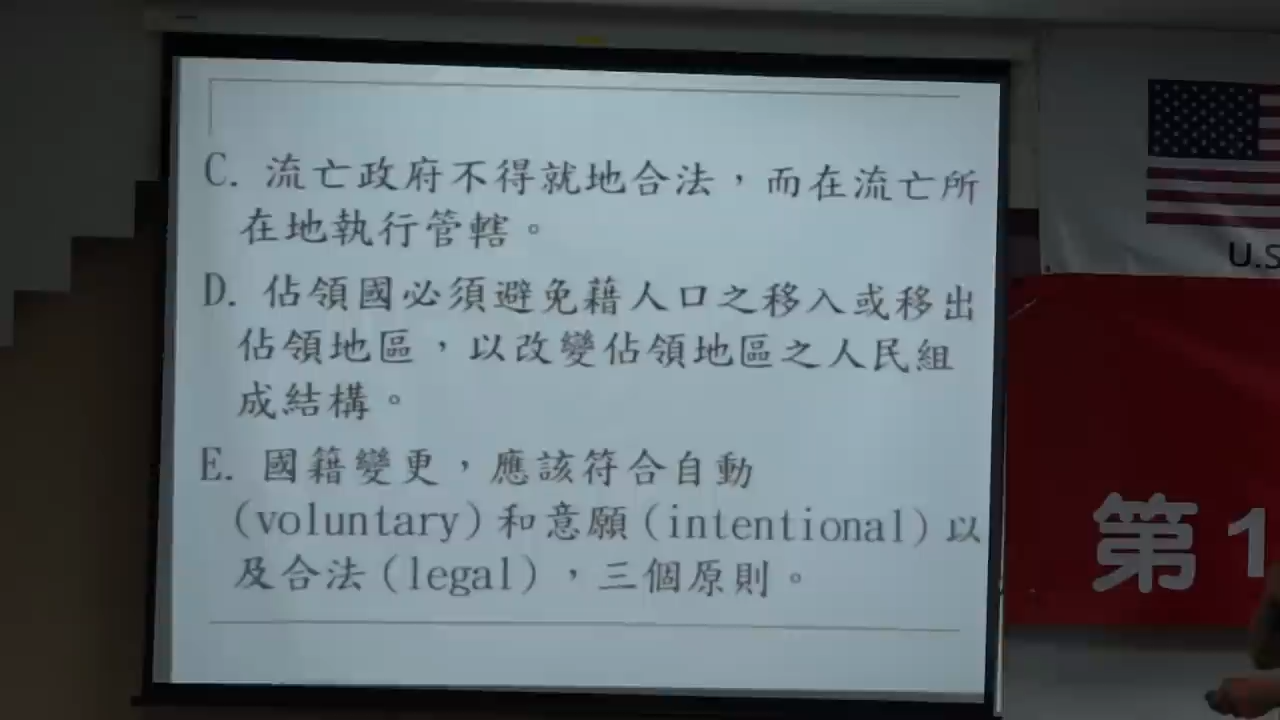 C. 流亡政府不得就地合法，而在流亡所
在地執行管轄。
D. 佔領國必須避免藉人口之移入或移出
佔領地區，以改變佔領地區之人民組
成結構。
E. 國籍變更，應該符合自動
(voluntary)和意願(intentional)以
及合法(legal)，三個原則。
U.S
第1